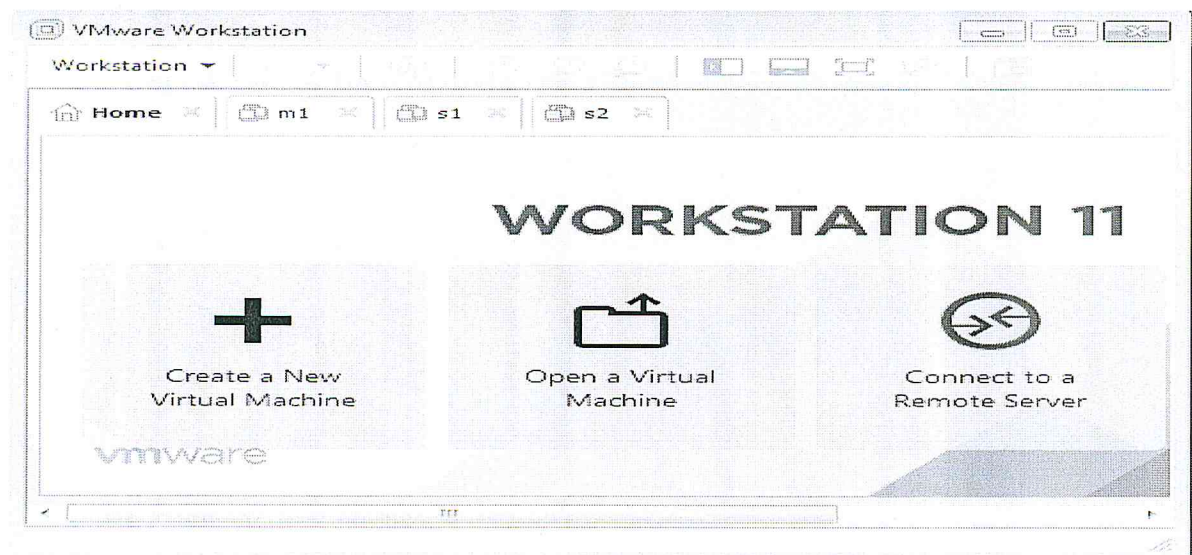 VMware Workstation
Workstation
Home m1 s1 s2
WORKSTATION 11
Create a New
Virtual Machine
Open a Virtual
Machine
Connect to a
Remote Server
vmware